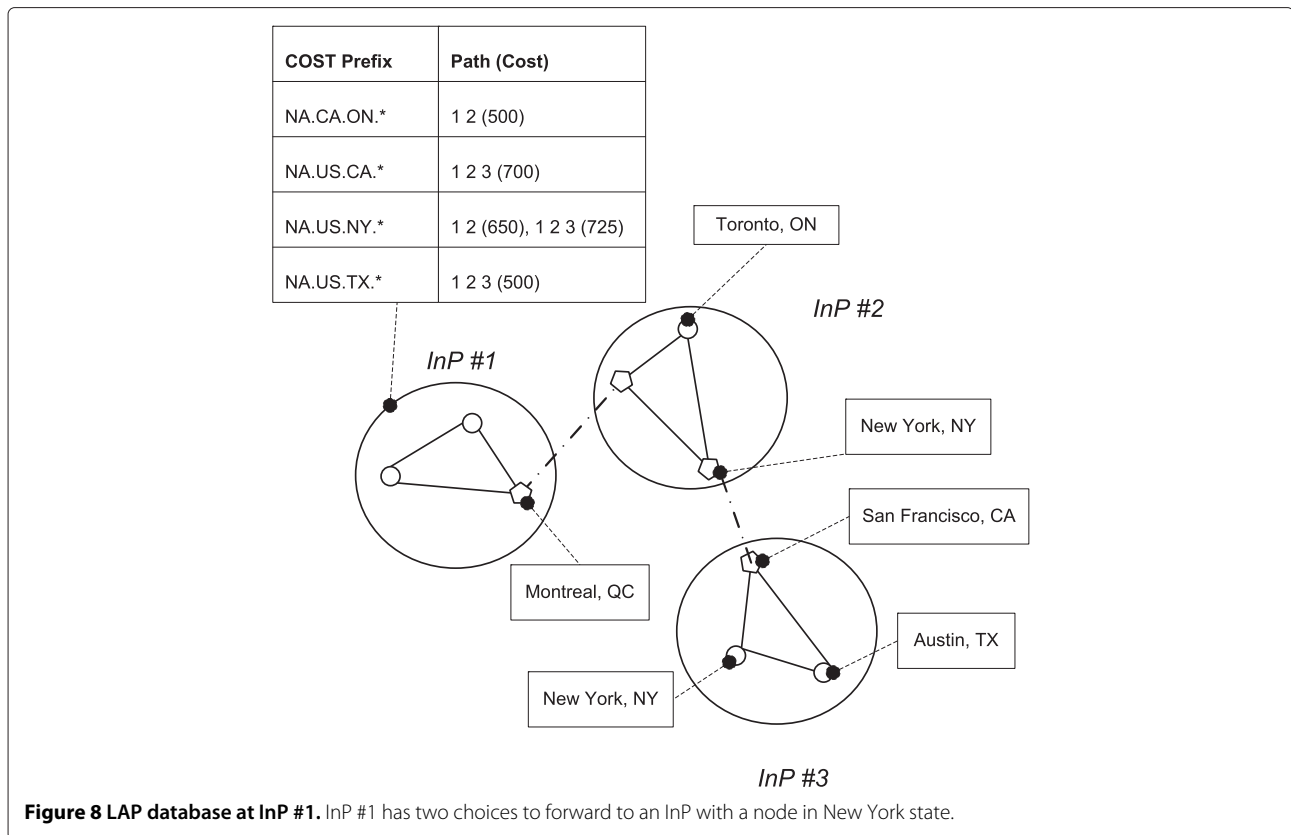 COST Prefix Path (Cost)
NA.CA.ON.* 1 2 (500)
NA.US.CA.* 1 2 3 (700)
NA.US.NY.* 1 2 (650), 1 2 3 (725)
NA.US.TX.* 1 2 3 (500)
Toronto, ON
InP #2
InP #1
New York, NY
San Francisco, CA
Montreal, QC
Austin, TX
New York, NY
InP #3
Figure 8 LAP database at InP #1. InP #1 has two choices to forward to an InP with a node in New York state.